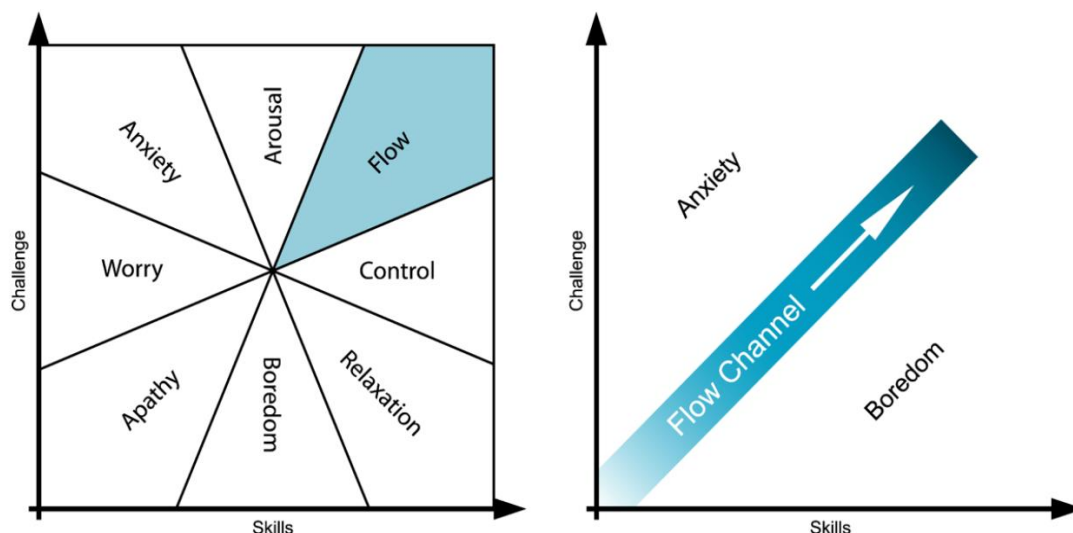 Anxiety
Arousal
Flow
Worry
Control
Apathy
Boredom
Relaxation
Challenge
Skills
Anxiety
Flow Channel
Boredom
Challenge
Skills